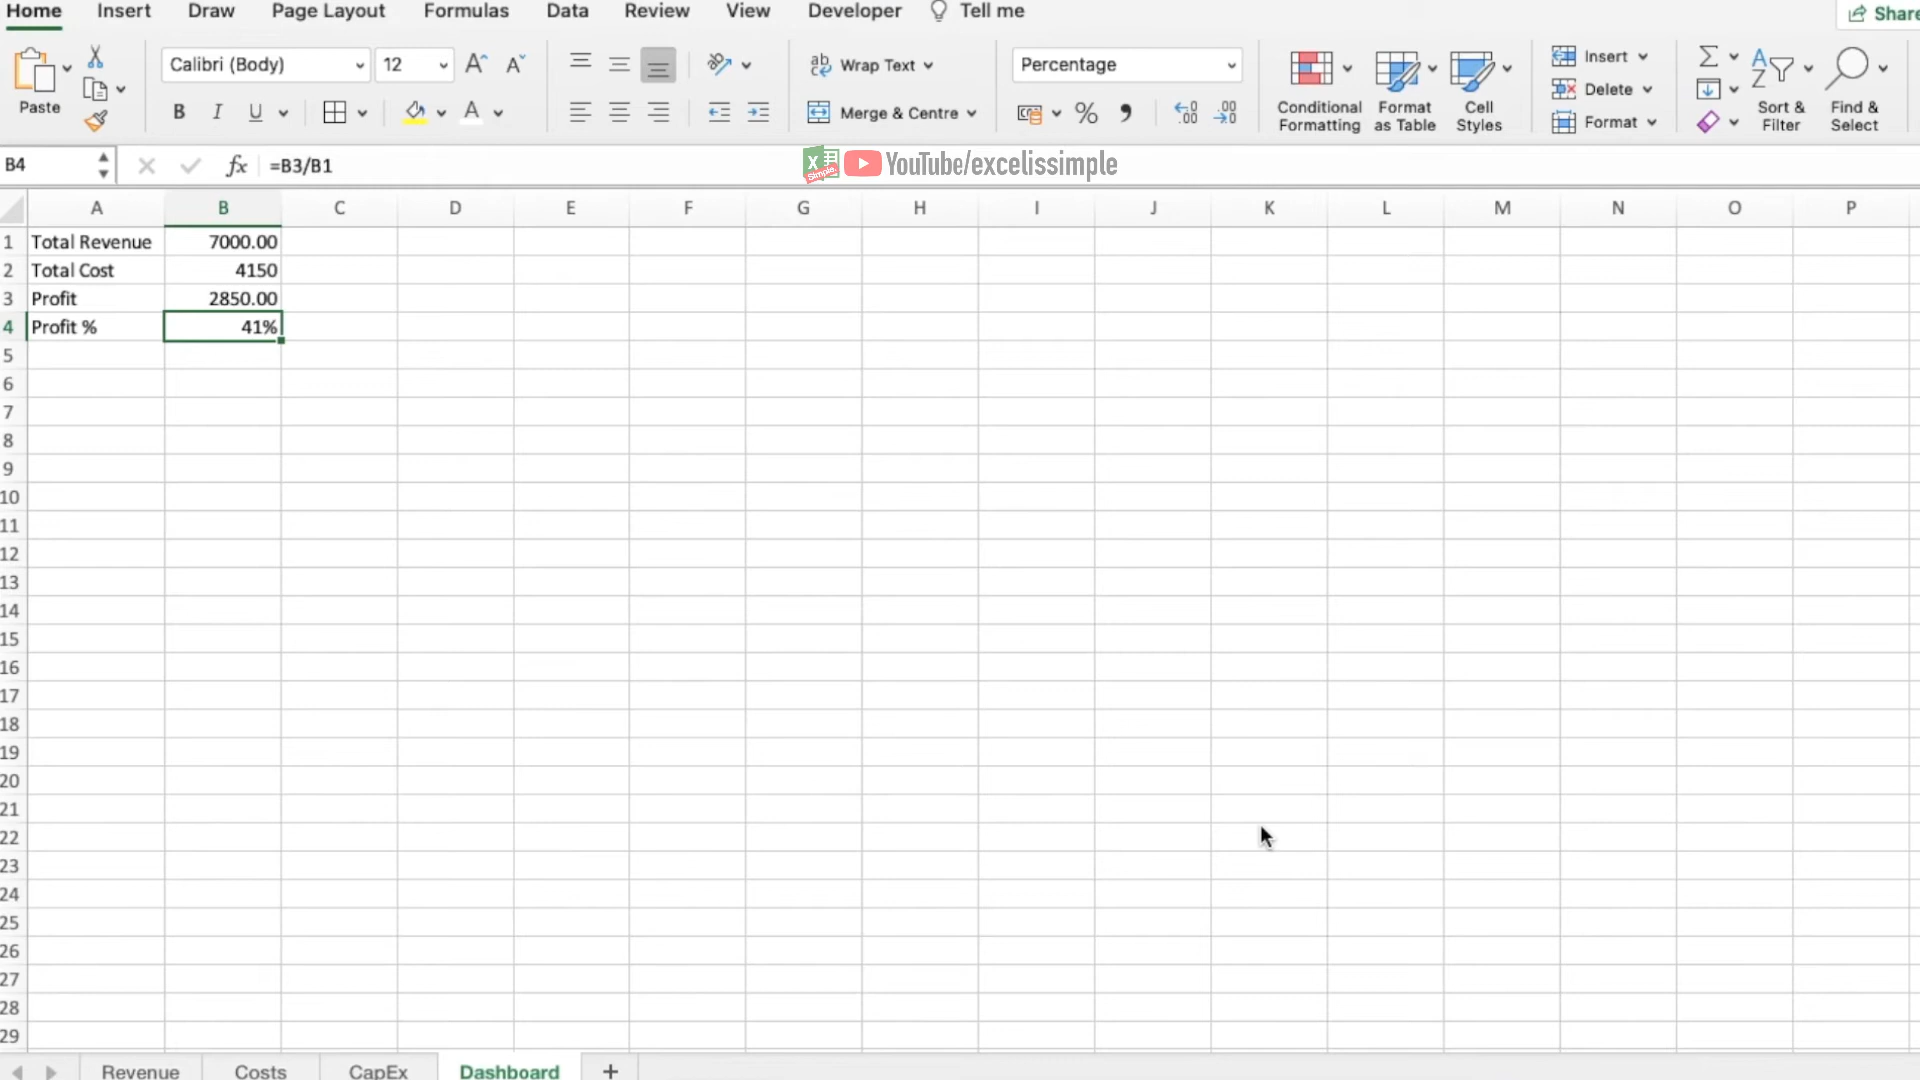 Home Insert Draw Page Layout Formulas Data Review View Developer Tell me Share
Calibri (Body) 12 Wrap Text Percentage Insert
Paste Delete
B I U A Merge & Centre % Conditional Formatting Format as Table Cell Styles Format Sort & Filter Find & Select
B4 fx =B3/B1 X Simple YouTube/excelissimple
A B C D E F G H I J K L M N O P
1 Total Revenue 7000.00
2 Total Cost 4150
3 Profit 2850.00
4 Profit % 41%
5
6
7
8
9
10
11
12
13
14
15
16
17
18
19
20
21
22
23
24
25
26
27
28
29
Revenue Costs CapEx Dashboard +